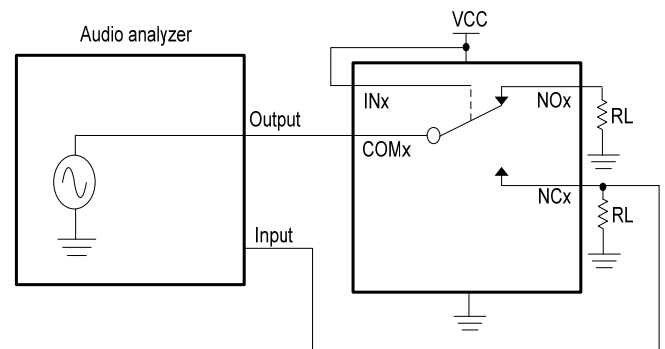 VCC
Audio analyzer
INx
NOx
RL
Output
COMx
NCx
RL
Input